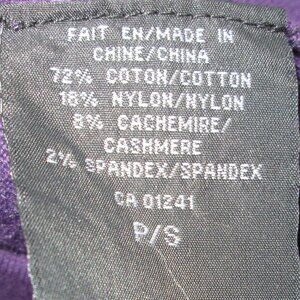 FAIT EN/MADE IN
CHINE/CHINA
72% COTON/COTTON
18% NYLON/NYLON
8% CACHEMIRE/
CASHMERE
2% SPANDEX/SPANDEX
CA 01241
P/S